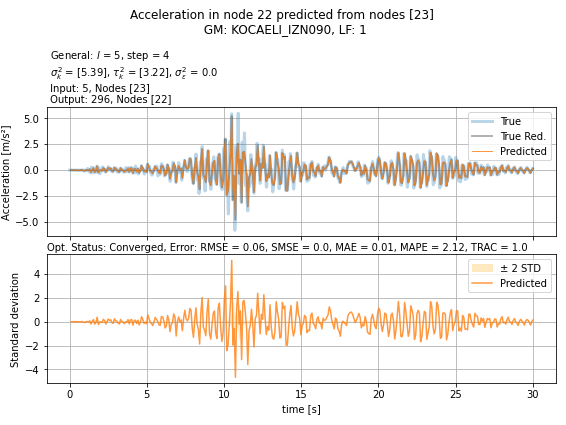 Acceleration in node 22 predicted from nodes [23]
GM: KOCAELI_IZN090, LF: 1
General: l = 5, step = 4
σ²ₖ = [5.39], τ²ₖ = [3.22], σ²ε = 0.0
Input: 5, Nodes [23]
Output: 296, Nodes [22]
Acceleration [m/s²]
5.0
2.5
0.0
−2.5
−5.0
True
True Red.
Predicted
Opt. Status: Converged, Error: RMSE = 0.06, SMSE = 0.0, MAE = 0.01, MAPE = 2.12, TRAC = 1.0
Standard deviation
4
2
0
−2
−4
± 2 STD
Predicted
0 5 10 15 20 25 30
time [s]